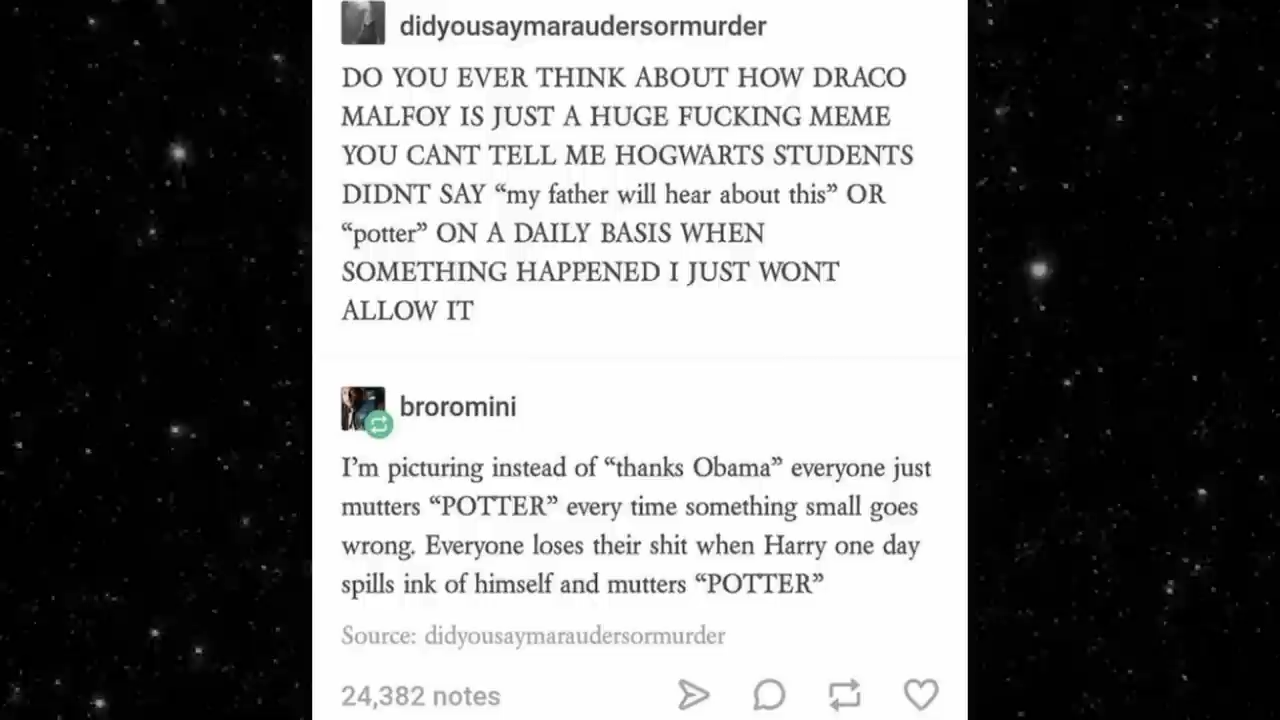 didyousaymaraudersormurder
DO YOU EVER THINK ABOUT HOW DRACO
MALFOY IS JUST A HUGE FUCKING MEME
YOU CANT TELL ME HOGWARTS STUDENTS
DIDNT SAY “my father will hear about this” OR
“potter” ON A DAILY BASIS WHEN
SOMETHING HAPPENED I JUST WONT
ALLOW IT
broromini
I’m picturing instead of “thanks Obama” everyone just
mutters “POTTER” every time something small goes
wrong. Everyone loses their shit when Harry one day
spills ink of himself and mutters “POTTER”
Source: didyousaymaraudersormurder
24,382 notes